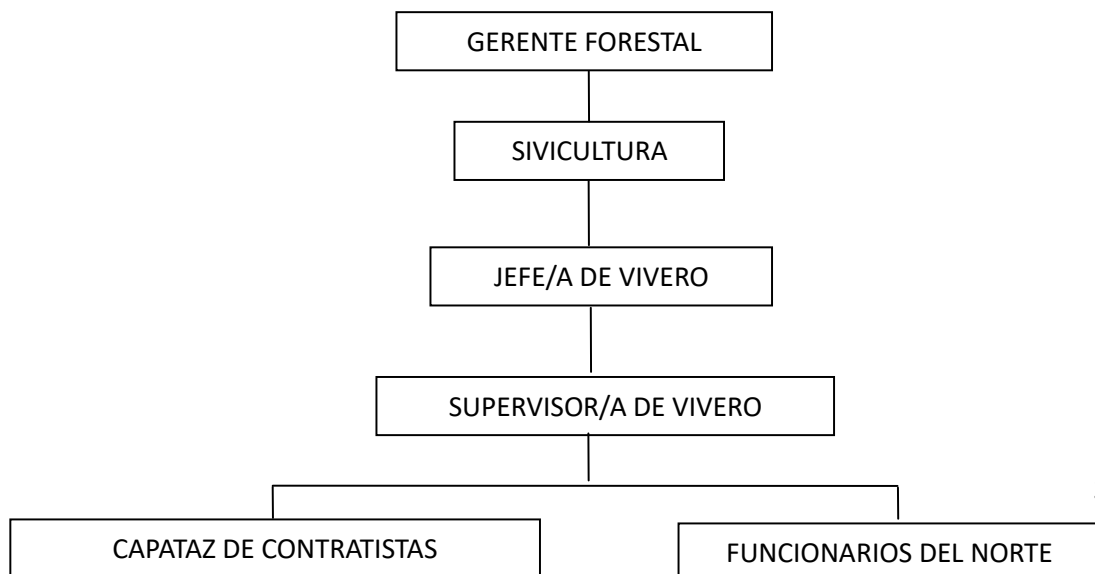 GERENTE FORESTAL
SIVICULTURA
JEFE/A DE VIVERO
SUPERVISOR/A DE VIVERO
CAPATAZ DE CONTRATISTAS
FUNCIONARIOS DEL NORTE